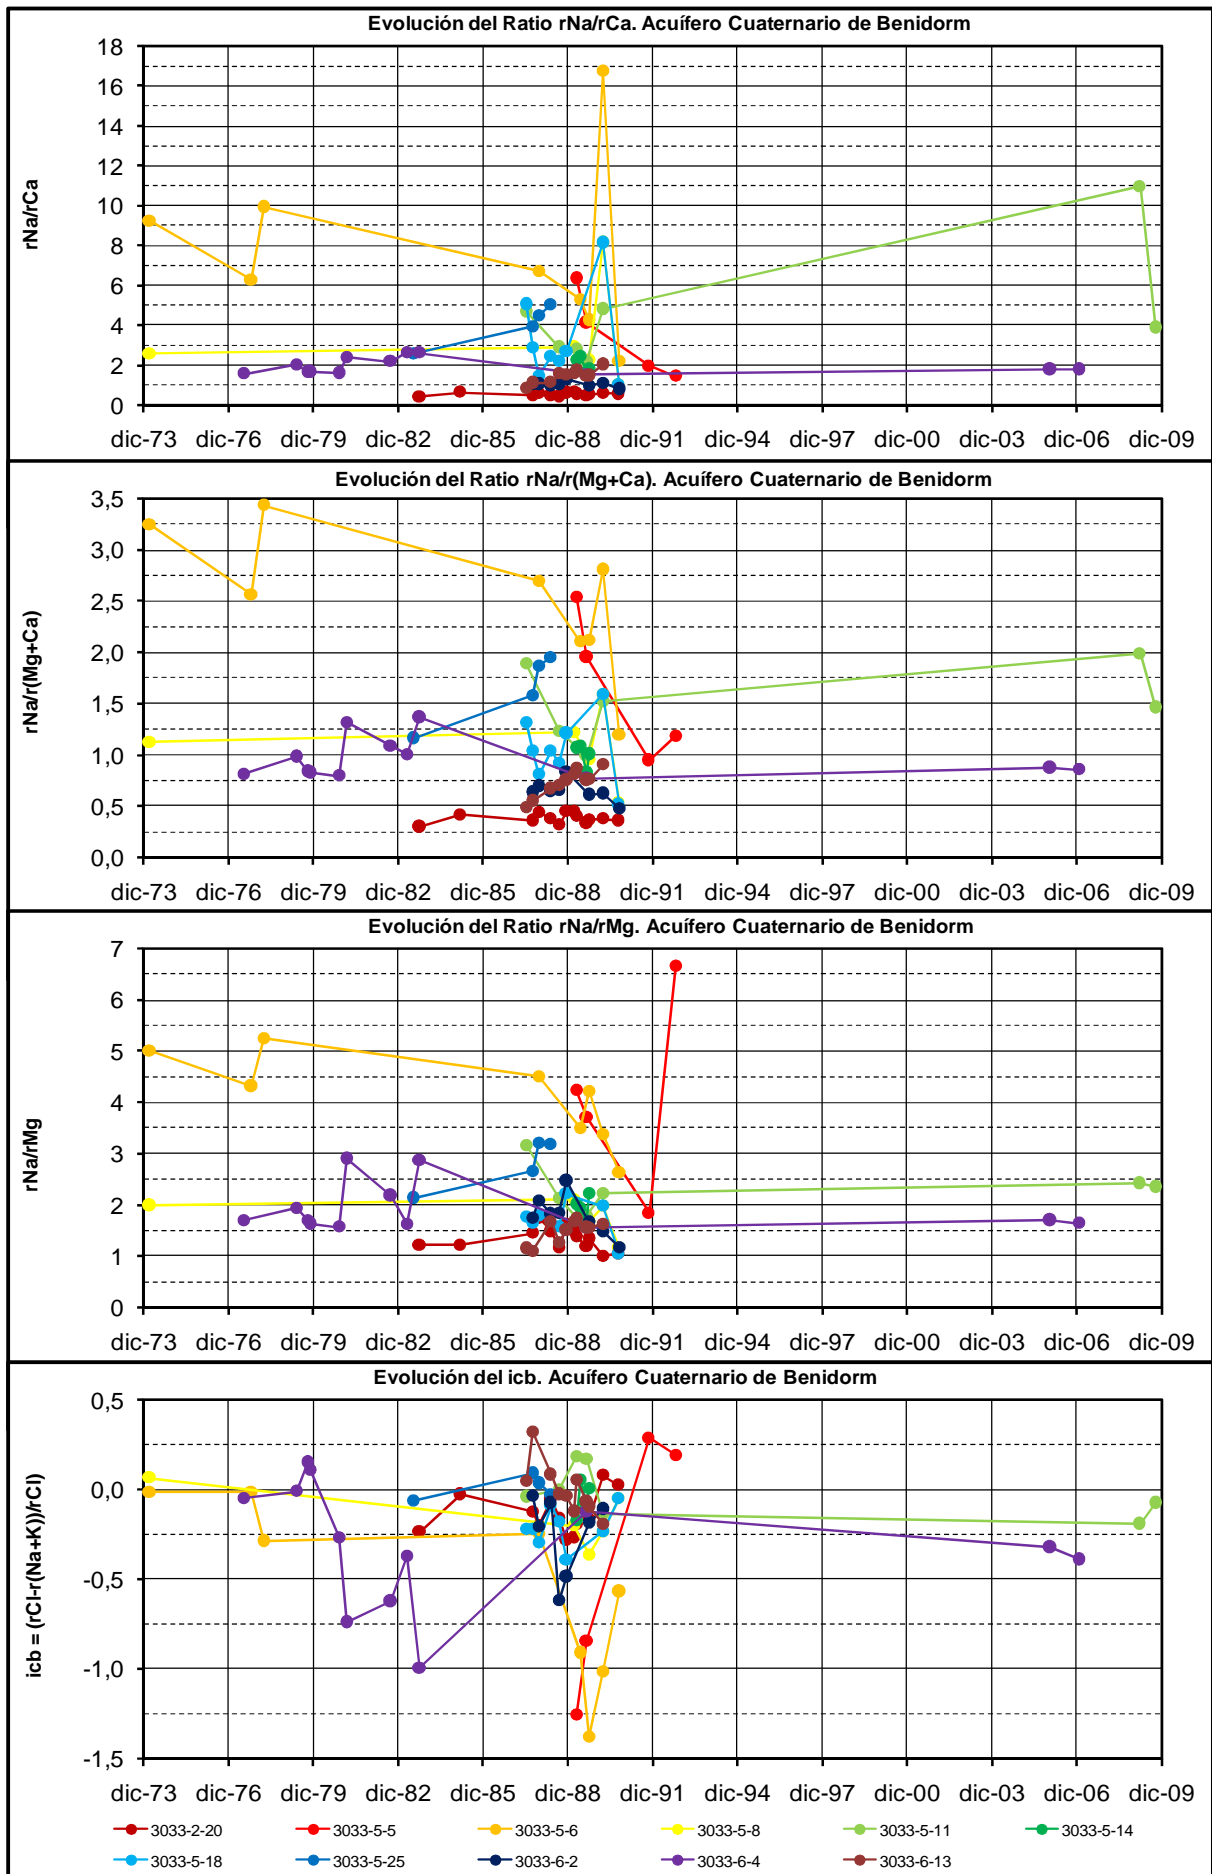 Evolución del Ratio rNa/rCa. Acuífero Cuaternario de Benidorm
rNa/rCa
18
16
14
12
10
8
6
4
2
0
dic-73 dic-76 dic-79 dic-82 dic-85 dic-88 dic-91 dic-94 dic-97 dic-00 dic-03 dic-06 dic-09
Evolución del Ratio rNa/r(Mg+Ca). Acuífero Cuaternario de Benidorm
rNa/r(Mg+Ca)
3,5
3,0
2,5
2,0
1,5
1,0
0,5
0,0
dic-73 dic-76 dic-79 dic-82 dic-85 dic-88 dic-91 dic-94 dic-97 dic-00 dic-03 dic-06 dic-09
Evolución del Ratio rNa/rMg. Acuífero Cuaternario de Benidorm
rNa/rMg
7
6
5
4
3
2
1
0
dic-73 dic-76 dic-79 dic-82 dic-85 dic-88 dic-91 dic-94 dic-97 dic-00 dic-03 dic-06 dic-09
Evolución del icb. Acuífero Cuaternario de Benidorm
icb = (rCl-r(Na+K))/rCl)
0,5
0,0
-0,5
-1,0
-1,5
dic-73 dic-76 dic-79 dic-82 dic-85 dic-88 dic-91 dic-94 dic-97 dic-00 dic-03 dic-06 dic-09
3033-2-20 3033-5-5 3033-5-6 3033-5-8 3033-5-11 3033-5-14
3033-5-18 3033-5-25 3033-6-2 3033-6-4 3033-6-13